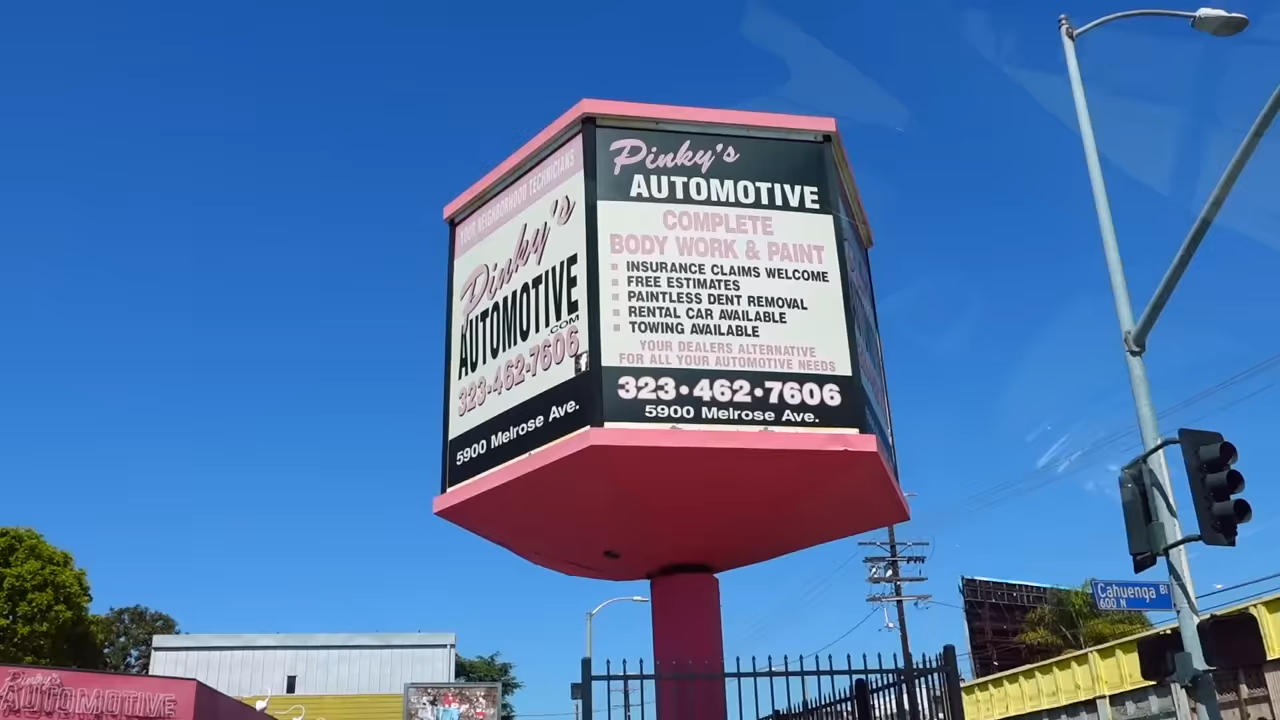 YOUR NEIGHBORHOOD TECHNICIANS
Pinky's
AUTOMOTIVE
.COM
323-462-7606
5900 Melrose Ave.
Pinky's
AUTOMOTIVE
COMPLETE
BODY WORK & PAINT
INSURANCE CLAIMS WELCOME
FREE ESTIMATES
PAINTLESS DENT REMOVAL
RENTAL CAR AVAILABLE
TOWING AVAILABLE
YOUR DEALERS ALTERNATIVE
FOR ALL YOUR AUTOMOTIVE NEEDS
323•462•7606
5900 Melrose Ave.
Cahuenga Bl
600 N
Pinky's
AUTOMOTIVE